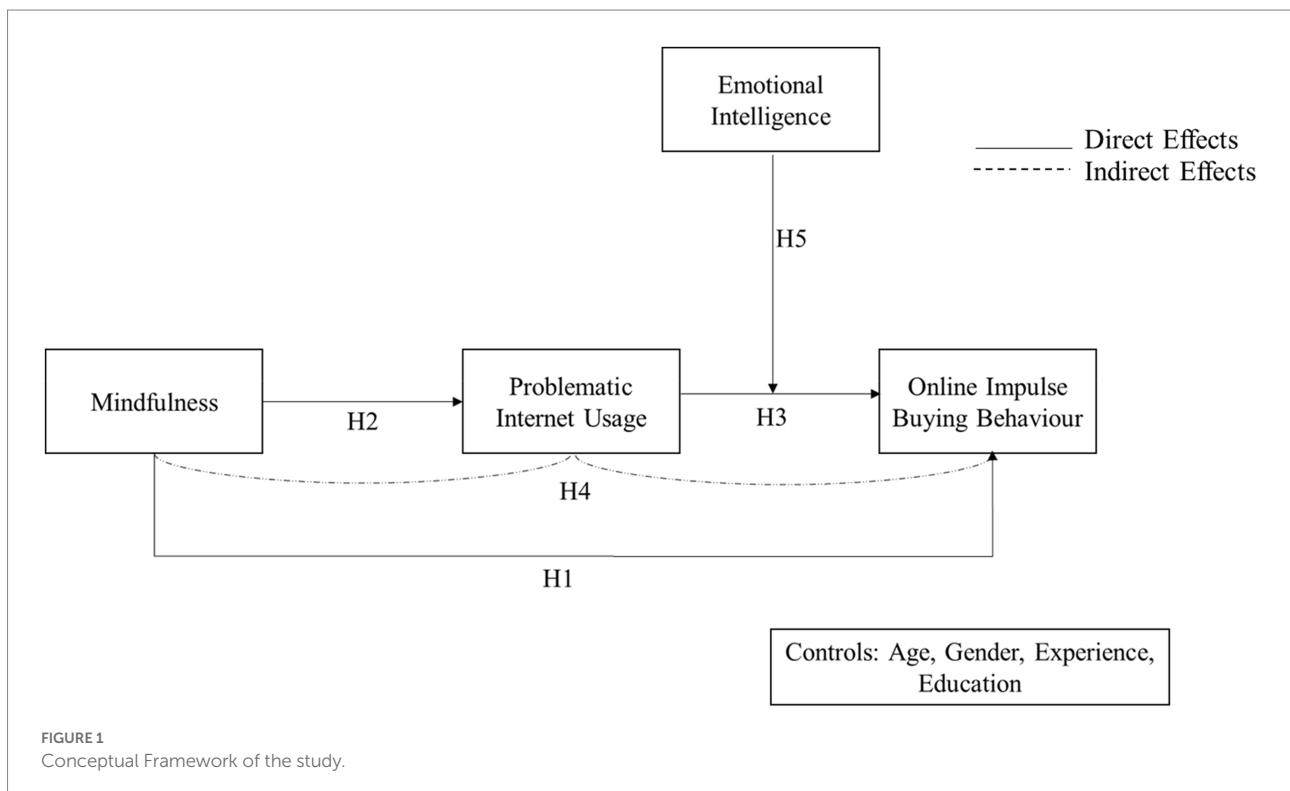 Emotional
Intelligence
Direct Effects
Indirect Effects
H5
Mindfulness
H2
Problematic
Internet Usage
H3
Online Impulse
Buying Behaviour
H4
H1
Controls: Age, Gender, Experience,
Education
FIGURE 1
Conceptual Framework of the study.